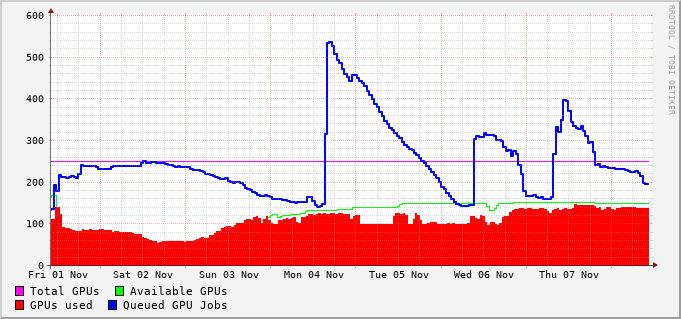 600
500
400
300
200
100
0
Fri 01 Nov Sat 02 Nov Sun 03 Nov Mon 04 Nov Tue 05 Nov Wed 06 Nov Thu 07 Nov
Total GPUs Available GPUs
GPUs used Queued GPU Jobs
RRDTOOL / TOBI OETIKER